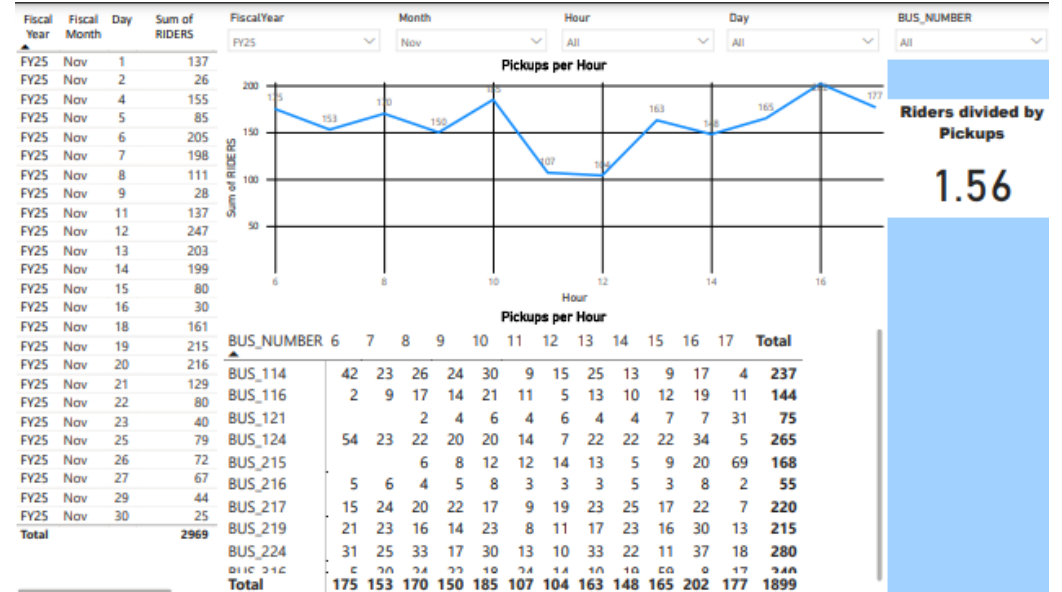 Fiscal Year Fiscal Month Day Sum of RIDERS
FY25 Nov 1 137
FY25 Nov 2 26
FY25 Nov 4 155
FY25 Nov 5 85
FY25 Nov 6 205
FY25 Nov 7 198
FY25 Nov 8 111
FY25 Nov 9 28
FY25 Nov 11 137
FY25 Nov 12 247
FY25 Nov 13 203
FY25 Nov 14 199
FY25 Nov 15 80
FY25 Nov 16 30
FY25 Nov 18 161
FY25 Nov 19 215
FY25 Nov 20 216
FY25 Nov 21 129
FY25 Nov 22 80
FY25 Nov 23 40
FY25 Nov 25 79
FY25 Nov 26 72
FY25 Nov 27 67
FY25 Nov 29 44
FY25 Nov 30 25
Total 2969
FiscalYear Month Hour Day BUS_NUMBER
FY25 Nov All All All
Pickups per Hour
Sum of RIDERS
200
150
100
50
175 153 170 150 185 107 104 163 148 165 202 177
6 8 10 12 14 16
Hour
Riders divided by
Pickups
1.56
Pickups per Hour
BUS_NUMBER 6 7 8 9 10 11 12 13 14 15 16 17 Total
BUS_114 42 23 26 24 30 9 15 25 13 9 17 4 237
BUS_116 2 9 17 14 21 11 5 13 10 12 19 11 144
BUS_121 2 4 6 4 6 4 4 7 7 31 75
BUS_124 54 23 22 20 20 14 7 22 22 22 34 5 265
BUS_215 6 8 12 12 14 13 5 9 20 69 168
BUS_216 5 6 4 5 8 3 3 3 5 3 8 2 55
BUS_217 15 24 20 22 17 9 19 23 25 17 22 7 220
BUS_219 21 23 16 14 23 8 11 17 23 16 30 13 215
BUS_224 31 25 33 17 30 13 10 33 22 11 37 18 280
BUS_316 5 20 24 22 18 24 14 10 19 59 8 17 240
Total 175 153 170 150 185 107 104 163 148 165 202 177 1899